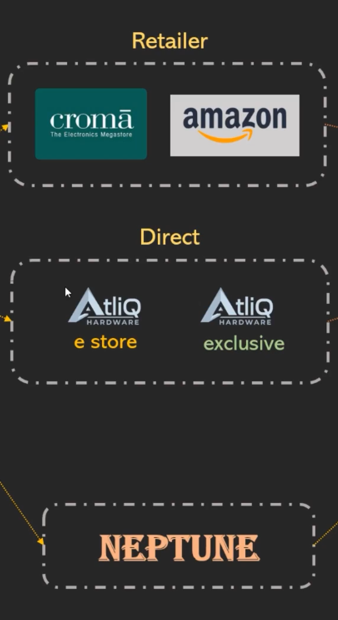 Retailer
cromā
The Electronics Megastore
amazon
Direct
AtliQ
HARDWARE
e store
AtliQ
HARDWARE
exclusive
NEPTUNE